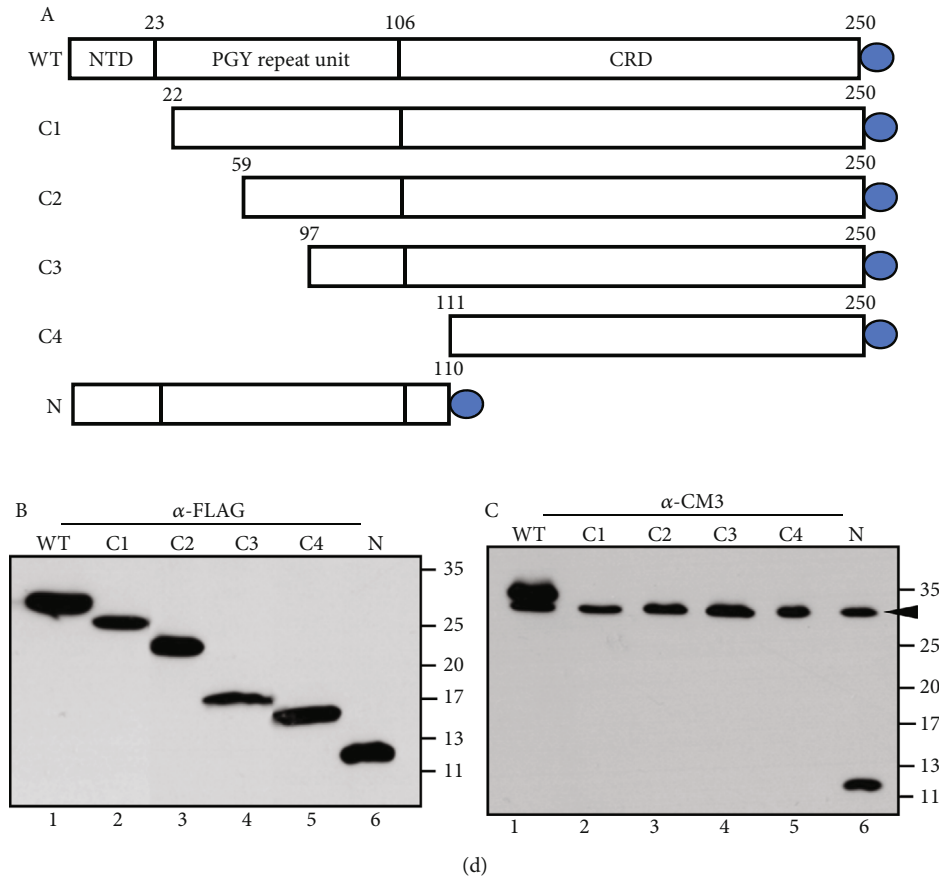 A
23 106 250
WT NTD PGY repeat unit CRD
22 250
C1
59 250
C2
97 250
C3
111 250
C4
110
N
B
α-FLAG
WT C1 C2 C3 C4 N
35
25
20
17
13
11
1 2 3 4 5 6
C
α-CM3
WT C1 C2 C3 C4 N
35
25
20
17
13
11
1 2 3 4 5 6
(d)